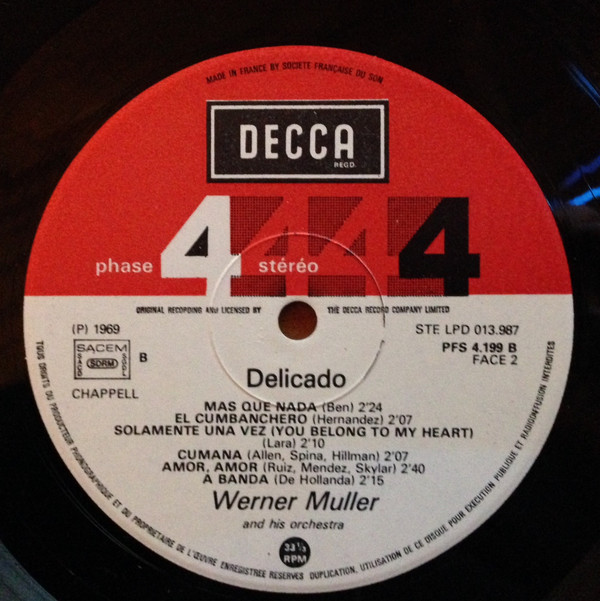 MADE IN FRANCE BY SOCIETE FRANÇAISE DU SON
DECCA
REGD.
phase 4 stéréo 4
ORIGINAL RECORDING AND LICENSED BY THE DECCA RECORD COMPANY LIMITED
(P) 1969
STE LPD 013.987
SACEM
SDRM
B
PFS 4.199 B
FACE 2
CHAPPELL
Delicado
MAS QUE NADA (Ben) 2'24
EL CUMBANCHERO (Hernandez) 2'07
SOLAMENTE UNA VEZ (YOU BELONG TO MY HEART)
(Lara) 2'10
CUMANA (Allen, Spina, Hillman) 2'07
AMOR, AMOR (Ruiz, Mendez, Skylar) 2'40
A BANDA (De Hollanda) 2'15
Werner Muller
and his orchestra
33 1/3
RPM
TOUS DROITS DU PRODUCTEUR PHONOGRAPHIQUE ET DU PROPRIETAIRE DE L'ŒUVRE ENREGISTREE RESERVES DUPLICATION, UTILISATION DE CE DISQUE POUR EXECUTION PUBLIQUE ET RADIODIFFUSION INTERDITES